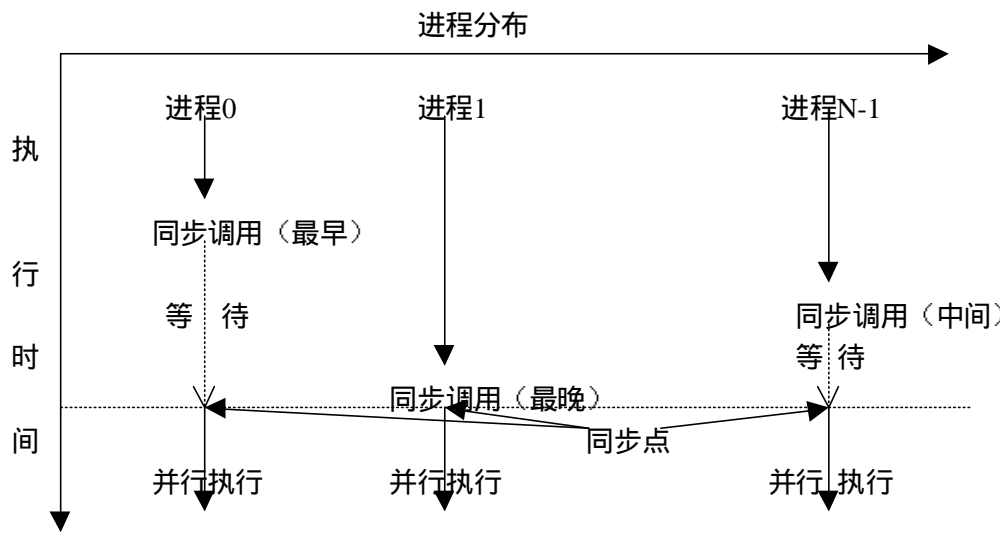 进程分布
进程0 进程1 进程N-1
执行时间
同步调用（最早）
等 待
同步调用（中间）
等 待
同步调用（最晚）
同步点
并行执行 并行执行 并行 执行